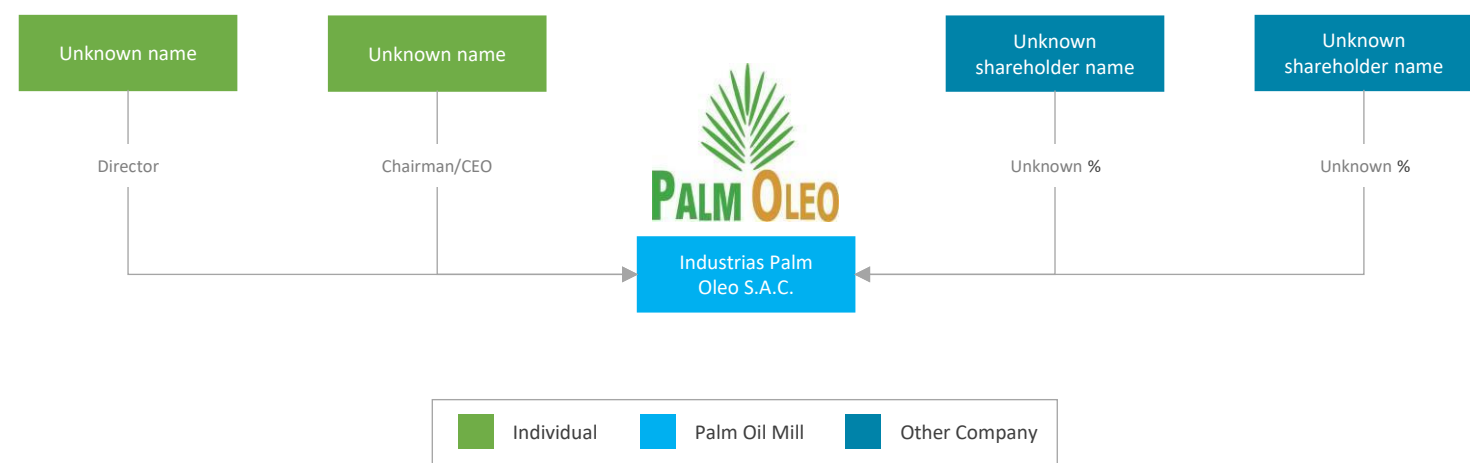 Unknown name
Unknown name
Unknown
shareholder name
Unknown
shareholder name
Director
Chairman/CEO
Unknown %
Unknown %
PALM OLEO
Industrias Palm
Oleo S.A.C.
Individual
Palm Oil Mill
Other Company